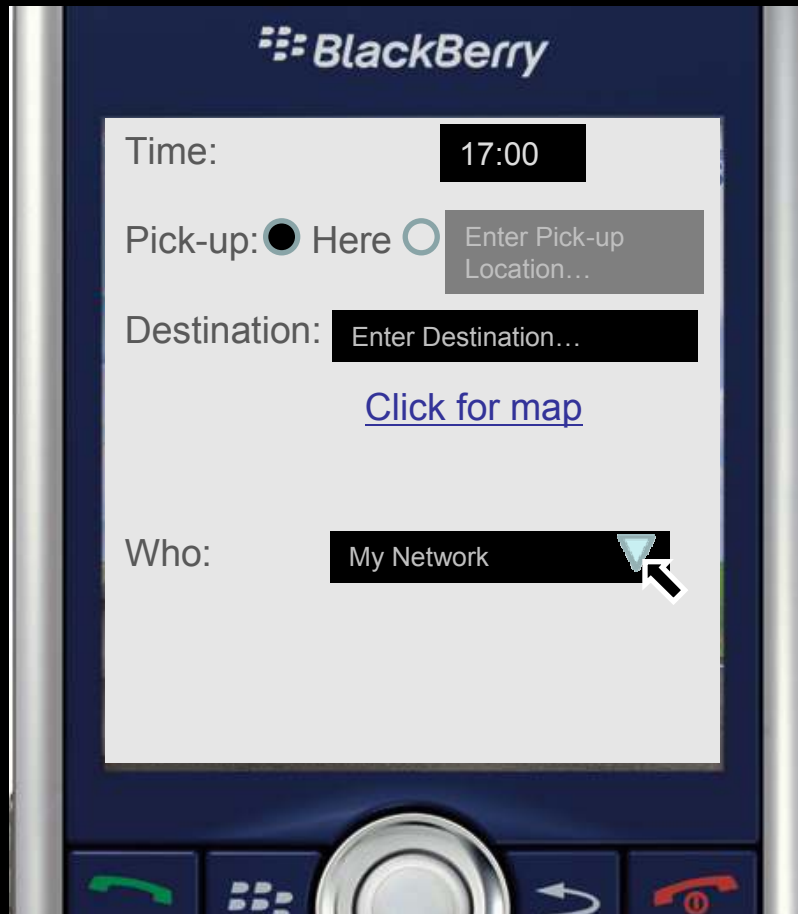 BlackBerry
Time: 17:00
Pick-up: Here Enter Pick-up
Location…
Destination: Enter Destination…
Click for map
Who: My Network